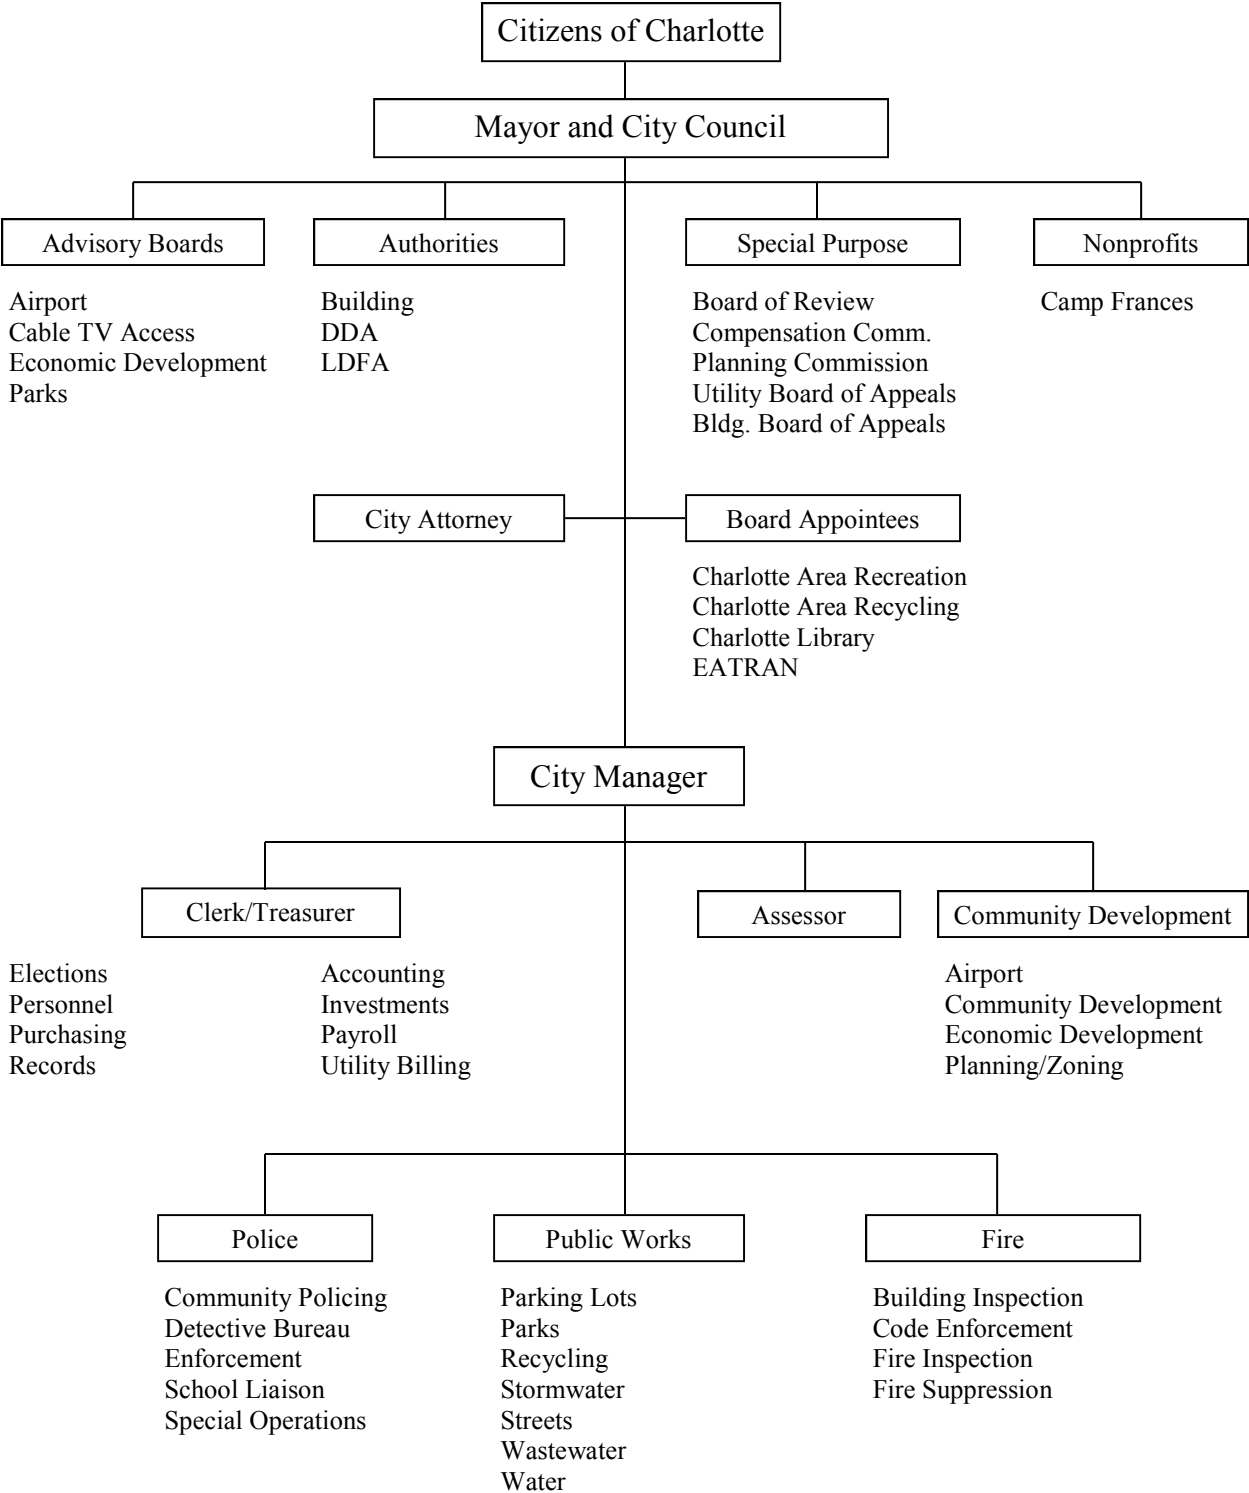 Citizens of Charlotte
Mayor and City Council
Advisory Boards
Airport
Cable TV Access
Economic Development
Parks
Authorities
Building
DDA
LDFA
Special Purpose
Board of Review
Compensation Comm.
Planning Commission
Utility Board of Appeals
Bldg. Board of Appeals
Nonprofits
Camp Frances
City Attorney
Board Appointees
Charlotte Area Recreation
Charlotte Area Recycling
Charlotte Library
EATRAN
City Manager
Clerk/Treasurer
Elections
Personnel
Purchasing
Records
Accounting
Investments
Payroll
Utility Billing
Assessor
Community Development
Airport
Community Development
Economic Development
Planning/Zoning
Police
Community Policing
Detective Bureau
Enforcement
School Liaison
Special Operations
Public Works
Parking Lots
Parks
Recycling
Stormwater
Streets
Wastewater
Water
Fire
Building Inspection
Code Enforcement
Fire Inspection
Fire Suppression